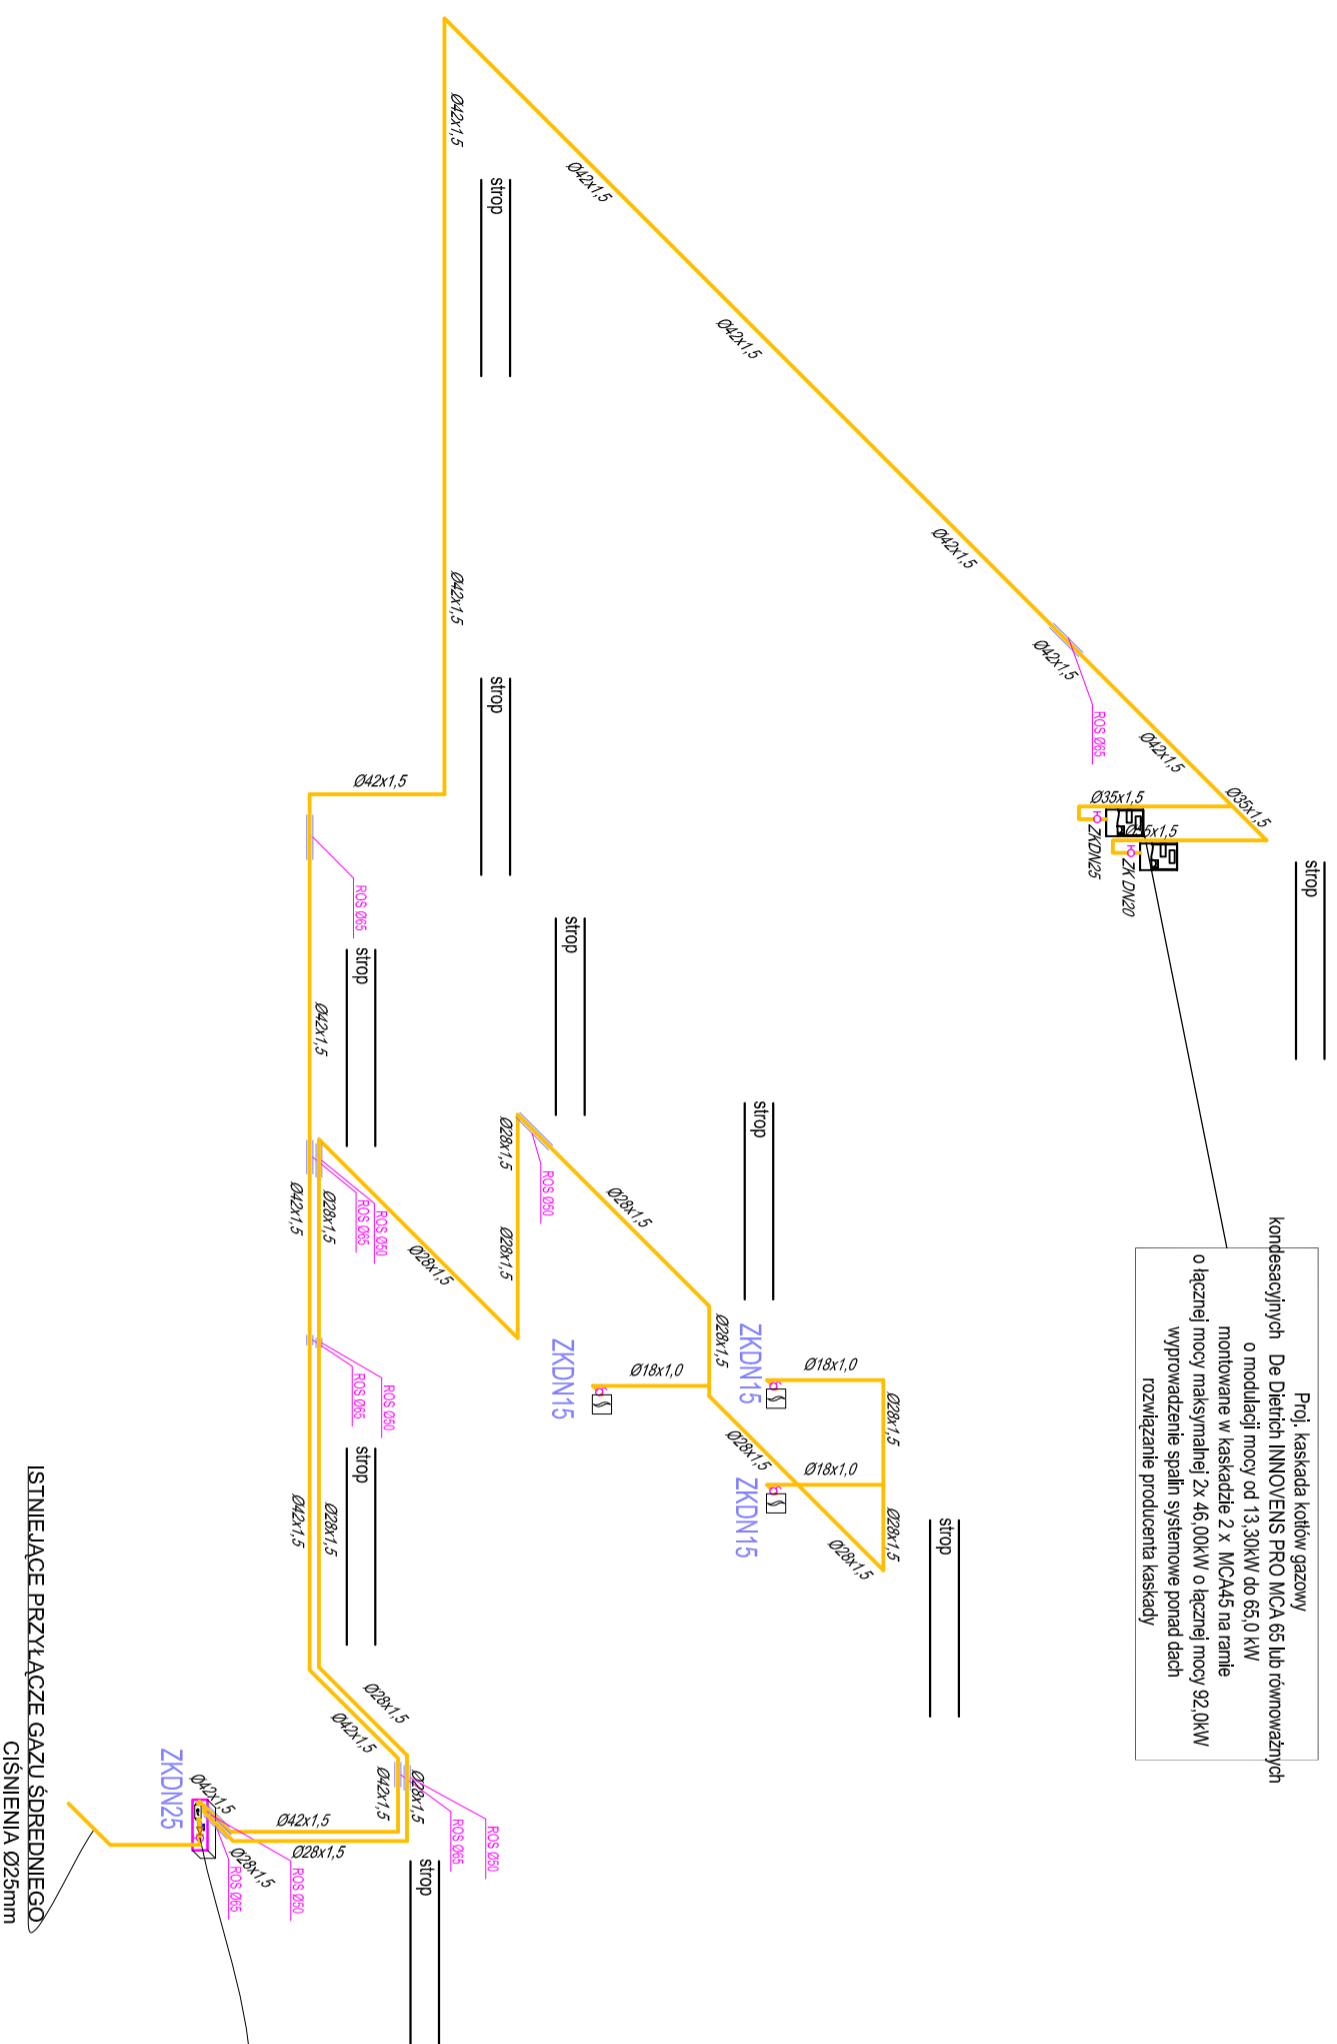 Proj. kaskada kotłów gazowy
kondesacyjnych De Dietrich INNOVENS PRO MCA 65 lub równoważnych
o modulacji mocy od 13,30kW do 65,0 kW
montowane w kaskadzie 2 x MCA45 na ramie
o łącznej mocy maksymalnej 2x 46,00kW o łącznej mocy 92,0kW
wyprowadzenie spalin systemowe ponad dach
rozwiązanie producenta kaskady
strop
Ø35x1,5
Ø35x1,5
ZKDN25
ZK DN20
Ø42x1,5
ROS Ø65
Ø42x1,5
Ø42x1,5
Ø42x1,5
Ø42x1,5
Ø42x1,5
strop
Ø42x1,5
strop
Ø42x1,5
ROS Ø65
strop
Ø42x1,5
strop
Ø28x1,5
ROS Ø50
Ø28x1,5
Ø28x1,5
strop
Ø28x1,5
ZKDN15
Ø18x1,0
ZKDN15
Ø18x1,0
Ø28x1,5
Ø28x1,5
Ø18x1,0
ZKDN15
Ø28x1,5
Ø28x1,5
strop
Ø42x1,5
Ø28x1,5
ROS Ø65
ROS Ø50
Ø28x1,5
ROS Ø65
ROS Ø50
strop
Ø42x1,5
Ø28x1,5
Ø28x1,5
Ø42x1,5
Ø42x1,5
Ø28x1,5
ROS Ø65
ROS Ø50
ZKDN25
Ø42x1,5
Ø42x1,5
Ø28x1,5
Ø28x1,5
ROS Ø65
ROS Ø50
strop
ISTNIEJĄCE PRZYŁĄCZE GAZU ŚDREDNIEGO
CIŚNIENIA Ø25mm